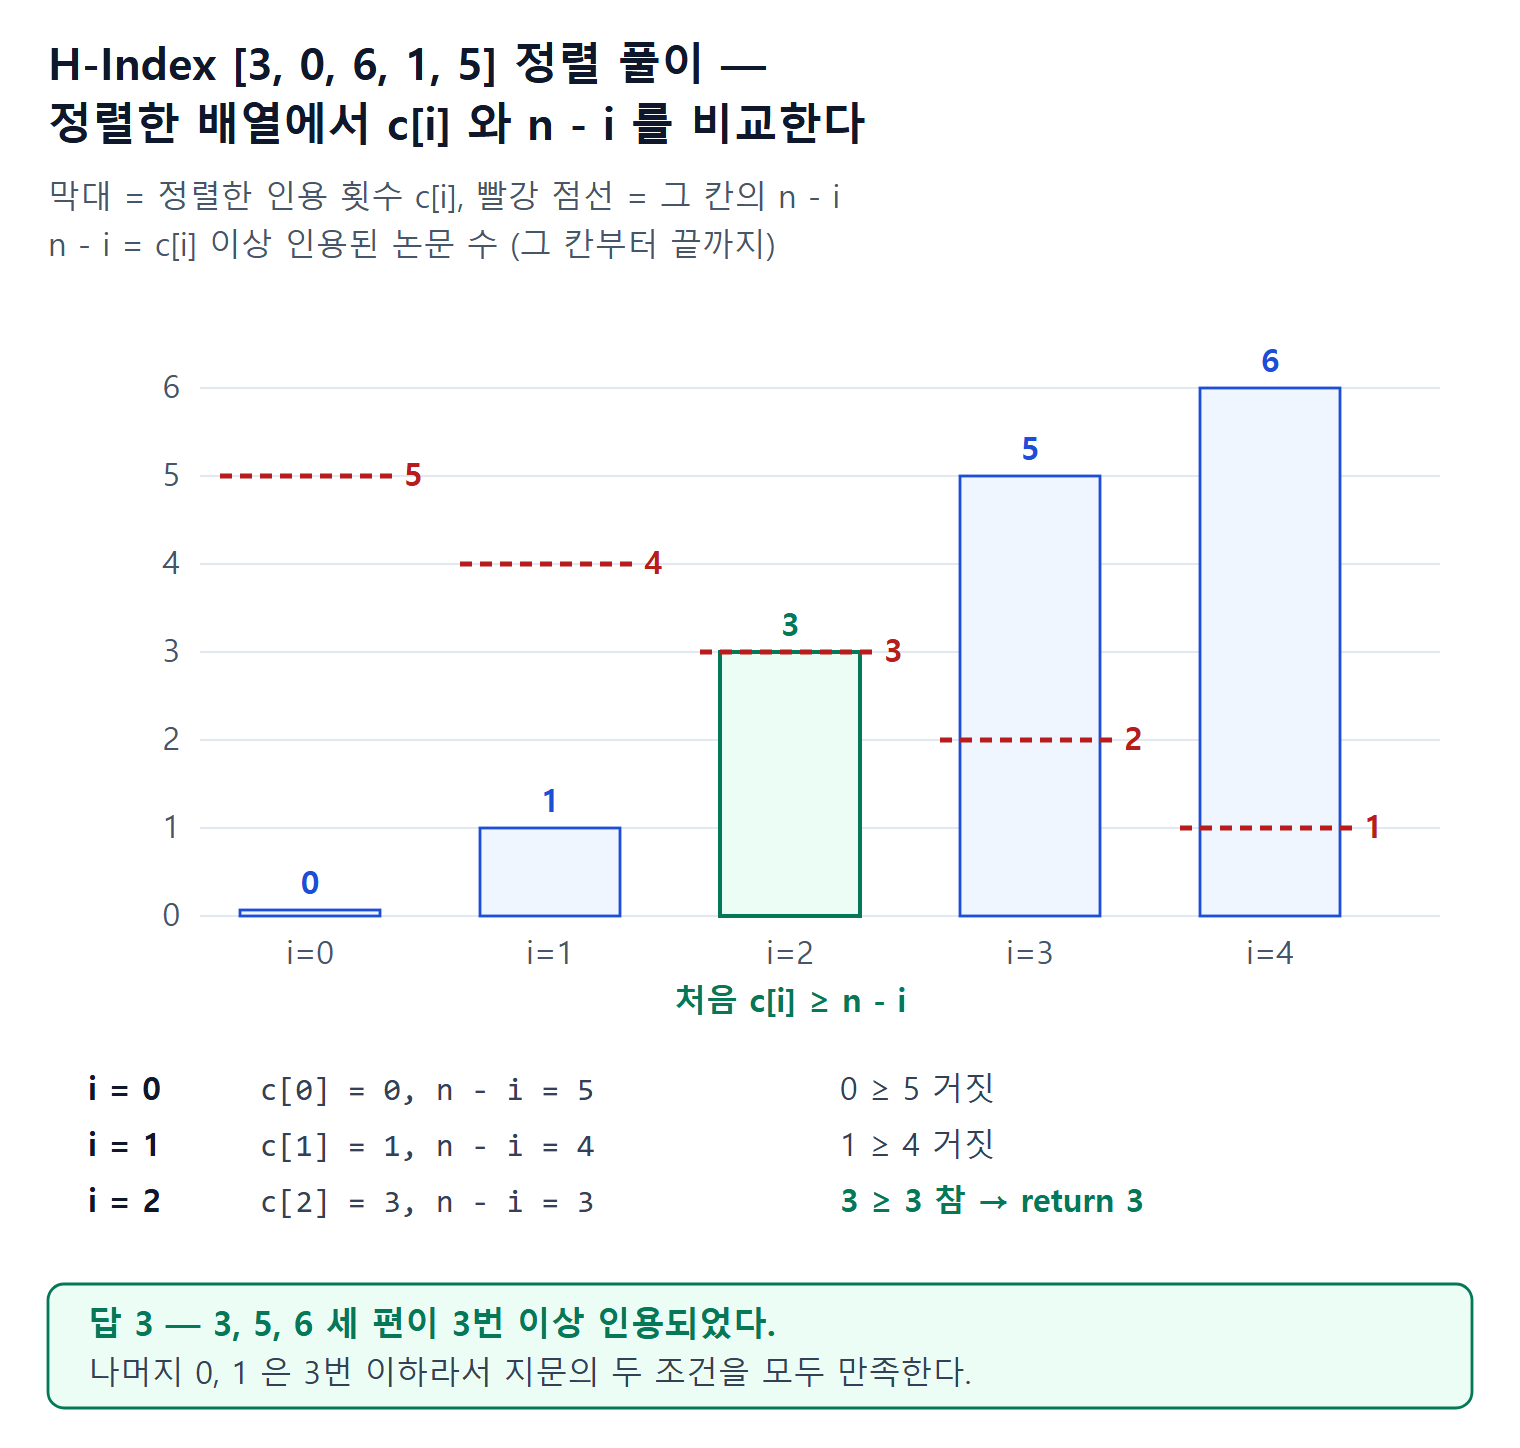 H-Index [3, 0, 6, 1, 5] 정렬 풀이 —
정렬한 배열에서 c[i] 와 n - i 를 비교한다
막대 = 정렬한 인용 횟수 c[i], 빨강 점선 = 그 칸의 n - i
n - i = c[i] 이상 인용된 논문 수 (그 칸부터 끝까지)
6
6
5
5
5
4
4
3
3
3
2
2
1
1
1
0
0
i=0
i=1
i=2
i=3
i=4
처음 c[i] ≥ n - i
i = 0 c[0] = 0, n - i = 5 0 ≥ 5 거짓
i = 1 c[1] = 1, n - i = 4 1 ≥ 4 거짓
i = 2 c[2] = 3, n - i = 3 3 ≥ 3 참 → return 3
답 3 — 3, 5, 6 세 편이 3번 이상 인용되었다.
나머지 0, 1 은 3번 이하라서 지문의 두 조건을 모두 만족한다.